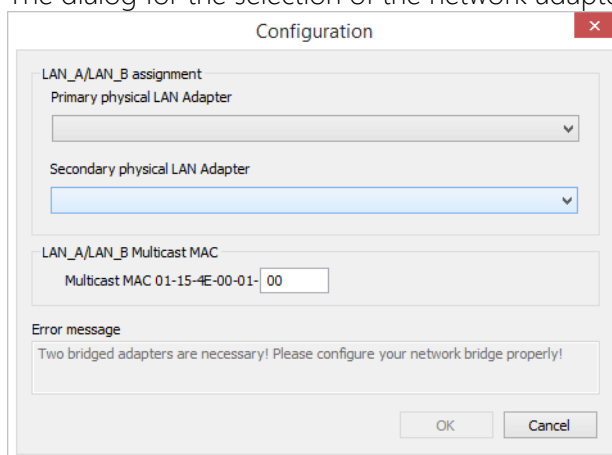 The dialog for the selection of the network adapte
Configuration
LAN_A/LAN_B assignment
Primary physical LAN Adapter
Secondary physical LAN Adapter
LAN_A/LAN_B Multicast MAC
Multicast MAC 01-15-4E-00-01- 00
Error message
Two bridged adapters are necessary! Please configure your network bridge properly!
OK Cancel